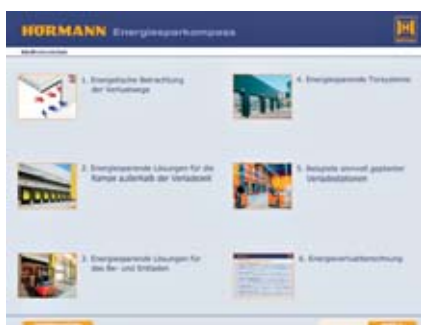 HÖRMANN Energiesparkompass
1. Energetische Betrachtung
der Verladewege
2. Energiesparende Lösungen für die
Rampe außerhalb der Verladezeit
3. Energiesparende Lösungen für
das Be- und Entladen
4. Energiesparende Torsysteme
5. Beispiele sinnvoll geplanter
Verladestationen
6. Energieverlustberechnung